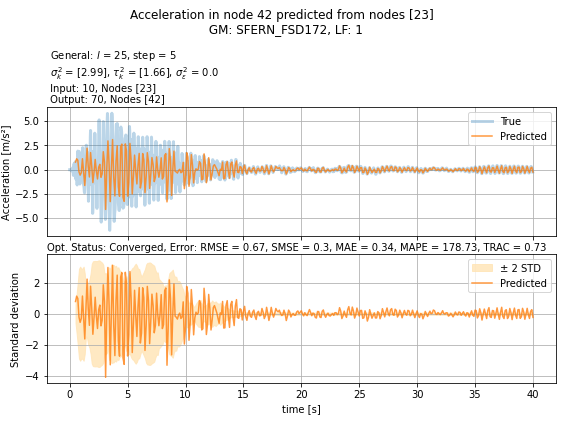 Acceleration in node 42 predicted from nodes [23]
GM: SFERN_FSD172, LF: 1
General: l = 25, step = 5
σ²ₖ = [2.99], τ²ₖ = [1.66], σ²ε = 0.0
Input: 10, Nodes [23]
Output: 70, Nodes [42]
Acceleration [m/s²]
5.0
2.5
0.0
−2.5
−5.0
True
Predicted
Opt. Status: Converged, Error: RMSE = 0.67, SMSE = 0.3, MAE = 0.34, MAPE = 178.73, TRAC = 0.73
Standard deviation
2
0
−2
−4
± 2 STD
Predicted
0 5 10 15 20 25 30 35 40
time [s]